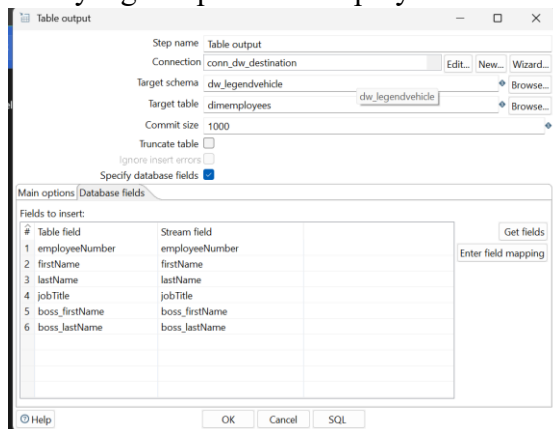 Table output
Step name Table output
Connection conn_dw_destination Edit... New... Wizard...
Target schema dw_legendvehicle Browse...
dw_legendvehicle
Target table dimemployees Browse...
Commit size 1000
Truncate table
Ignore insert errors
Specify database fields
Main options Database fields
Fields to insert:
# Table field Stream field Get fields
1 employeeNumber employeeNumber Enter field mapping
2 firstName firstName
3 lastName lastName
4 jobTitle jobTitle
5 boss_firstName boss_firstName
6 boss_lastName boss_lastName
Help OK Cancel SQL